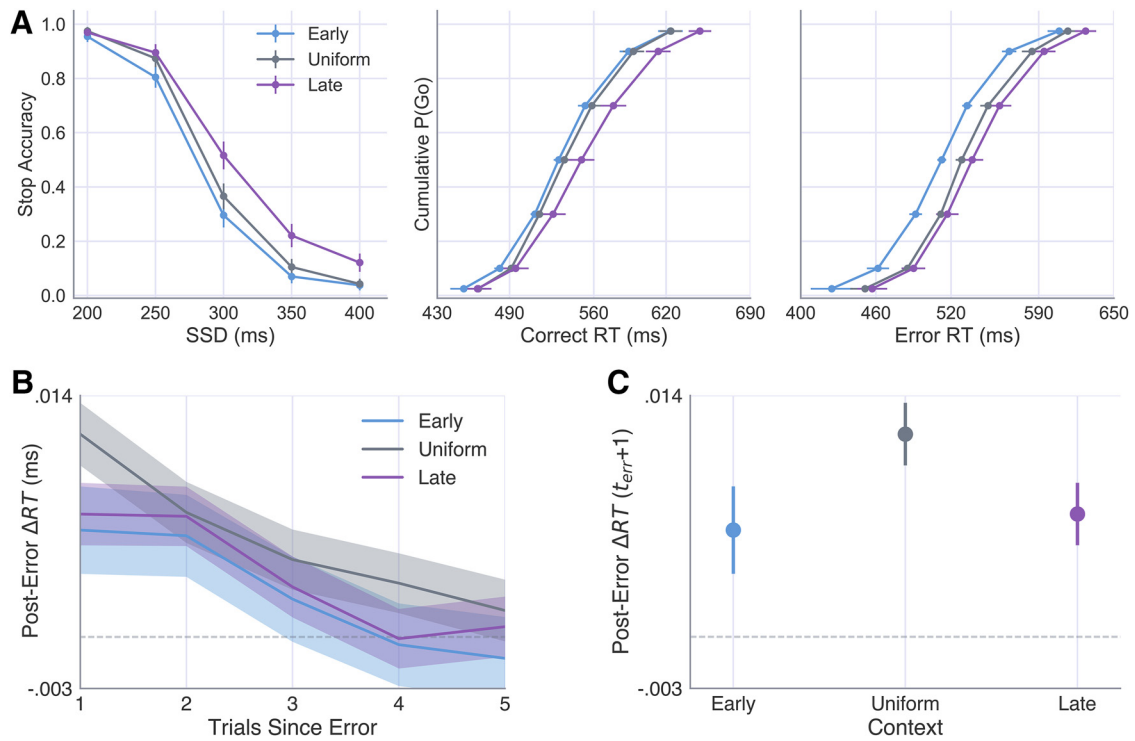 A
Stop Accuracy
1.0
0.8
0.6
0.4
0.2
0.0
200 250 300 350 400
SSD (ms)
Early
Uniform
Late
Cumulative P(Go)
430 490 560 620 690
Correct RT (ms)
400 460 520 590 650
Error RT (ms)
B
Post-Error ΔRT (ms)
.014
-.003
1 2 3 4 5
Trials Since Error
Early
Uniform
Late
C
Post-Error ΔRT (terr+1)
.014
-.003
Early Uniform Late
Context